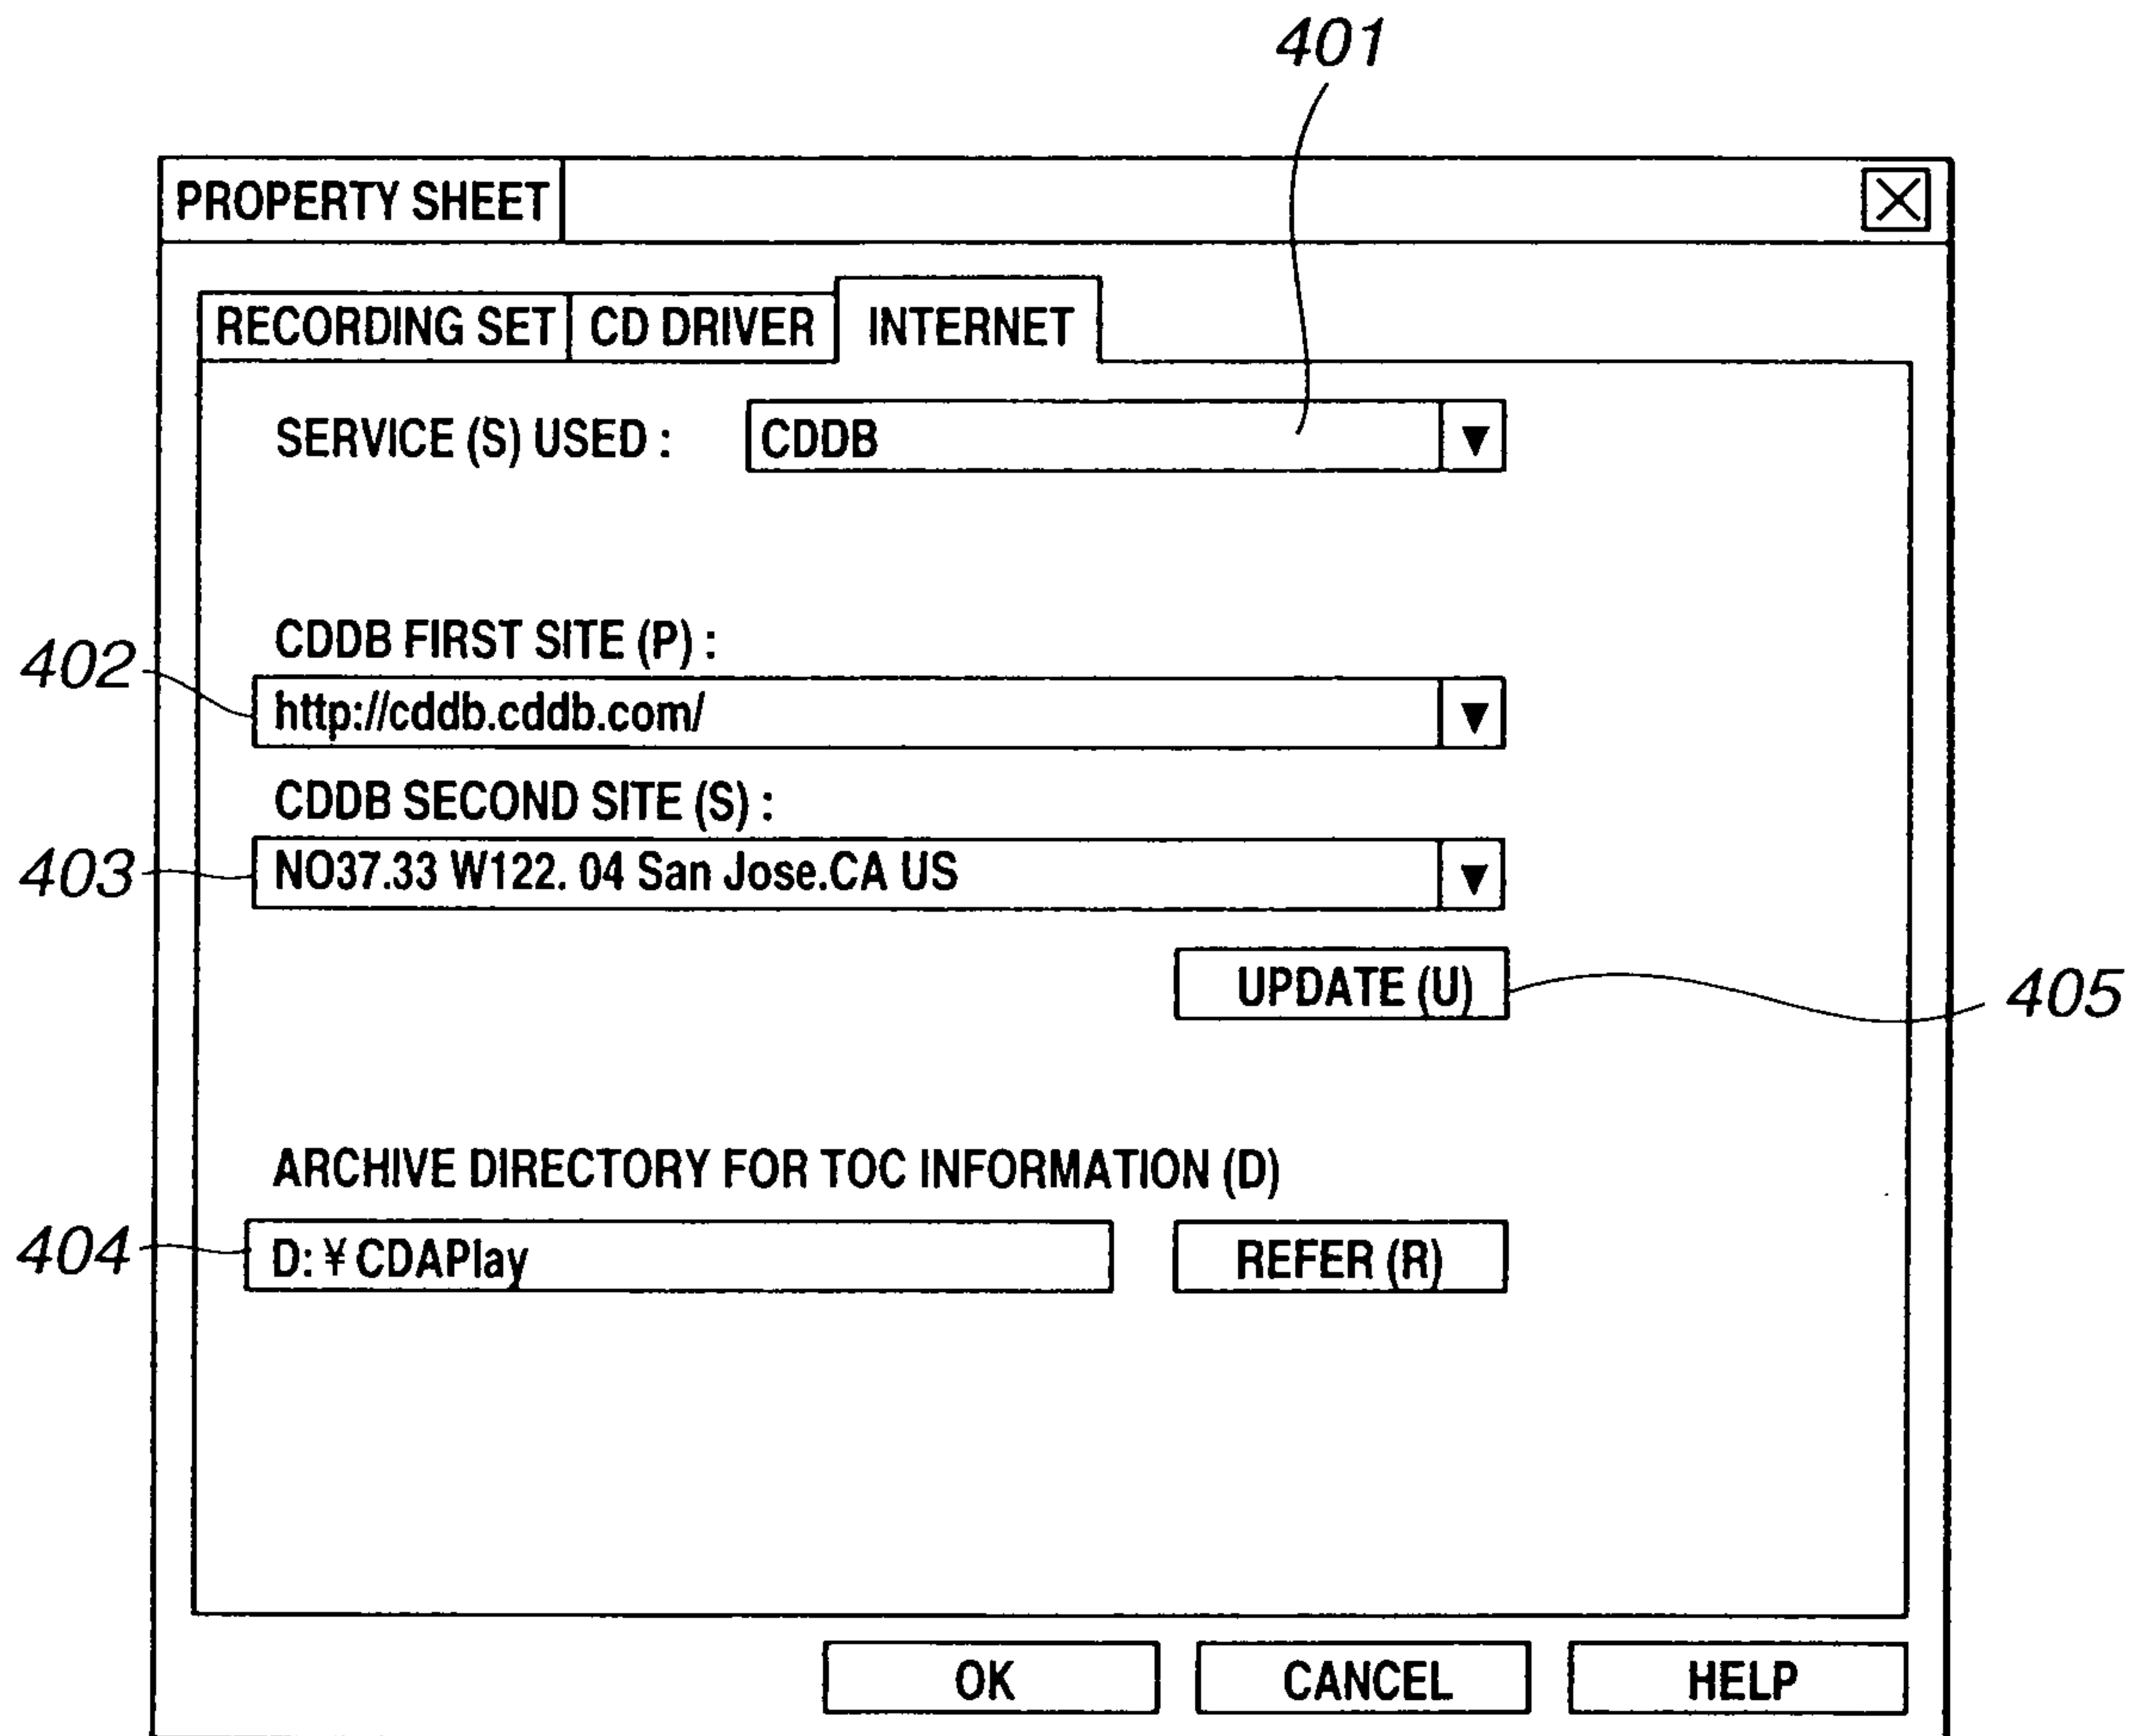 401
PROPERTY SHEET
RECORDING SET CD DRIVER INTERNET
SERVICE (S) USED : CDDB ▼
CDDB FIRST SITE (P) :
402 http://cddb.cddb.com/ ▼
CDDB SECOND SITE (S) :
403 NO37.33 W122. 04 San Jose.CA US ▼
UPDATE (U) 405
ARCHIVE DIRECTORY FOR TOC INFORMATION (D)
404 D:¥CDAPlay REFER (R)
OK CANCEL HELP